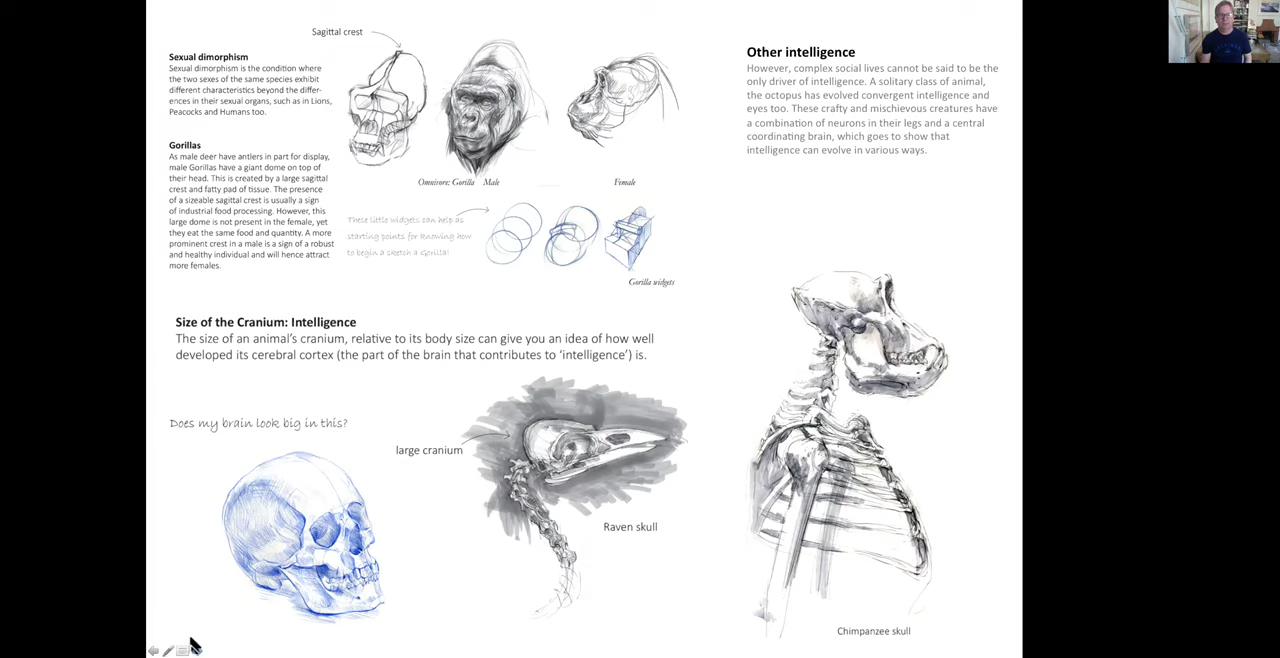 Sagittal crest
Sexual dimorphism
Sexual dimorphism is the condition where
the two sexes of the same species exhibit
different characteristics beyond the differ-
ences in their sexual organs, such as in Lions,
Peacocks and Humans too.
Gorillas
As male deer have antlers in part for display,
male Gorillas have a giant dome on top of
their head. This is created by a large sagittal
crest and fatty pad of tissue. The presence
of a sizeable sagittal crest is usually a sign
of industrial food processing. However, this
large dome is not present in the female, yet
they eat the same food and quantity. A more
prominent crest in a male is a sign of a robust
and healthy individual and will hence attract
more females.
Omnivore: Gorilla Male
Female
These little widgets can help as
starting points for knowing how
to begin a sketch a Gorilla!
Gorilla widgets
Size of the Cranium: Intelligence
The size of an animal's cranium, relative to its body size can give you an idea of how well
developed its cerebral cortex (the part of the brain that contributes to 'intelligence') is.
Does my brain look big in this?
large cranium
Raven skull
Other intelligence
However, complex social lives cannot be said to be the
only driver of intelligence. A solitary class of animal,
the octopus has evolved convergent intelligence and
eyes too. These crafty and mischievous creatures have
a combination of neurons in their legs and a central
coordinating brain, which goes to show that
intelligence can evolve in various ways.
Chimpanzee skull